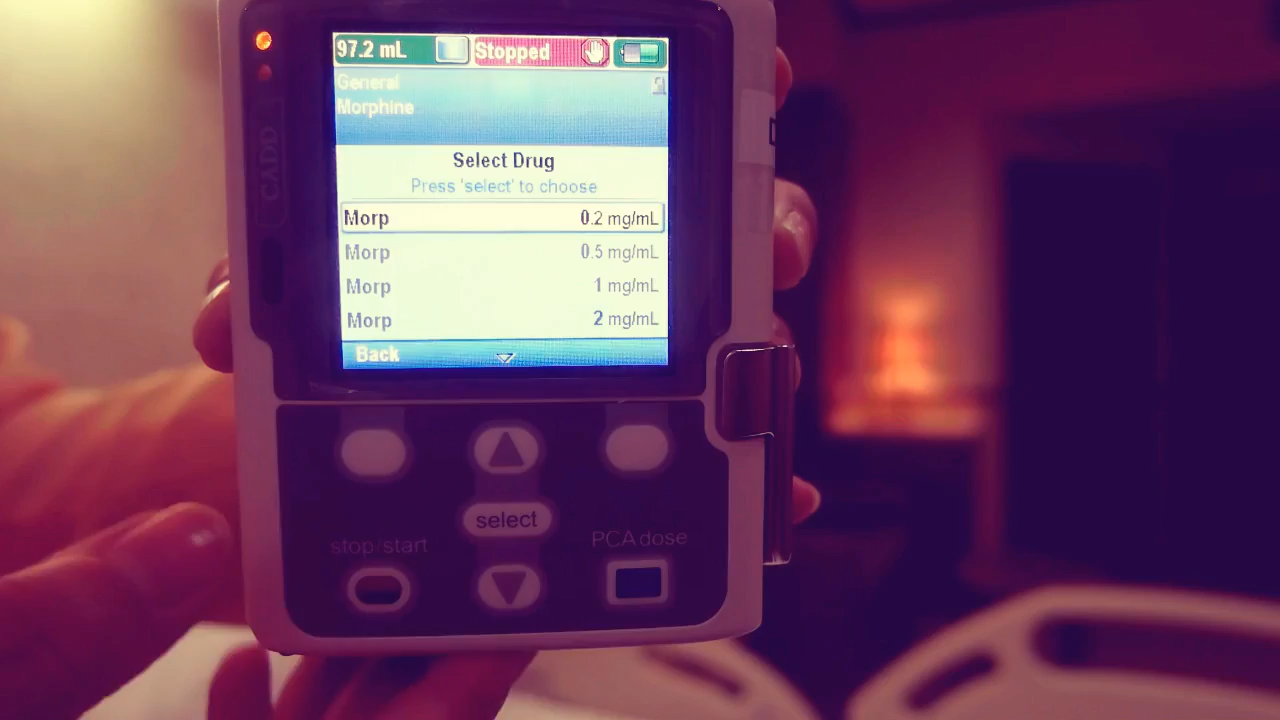 97.2 mL Stopped
General
Morphine
Select Drug
Press 'select' to choose
Morp 0.2 mg/mL
Morp 0.5 mg/mL
Morp 1 mg/mL
Morp 2 mg/mL
Back
CADD
select
stop/start PCA dose